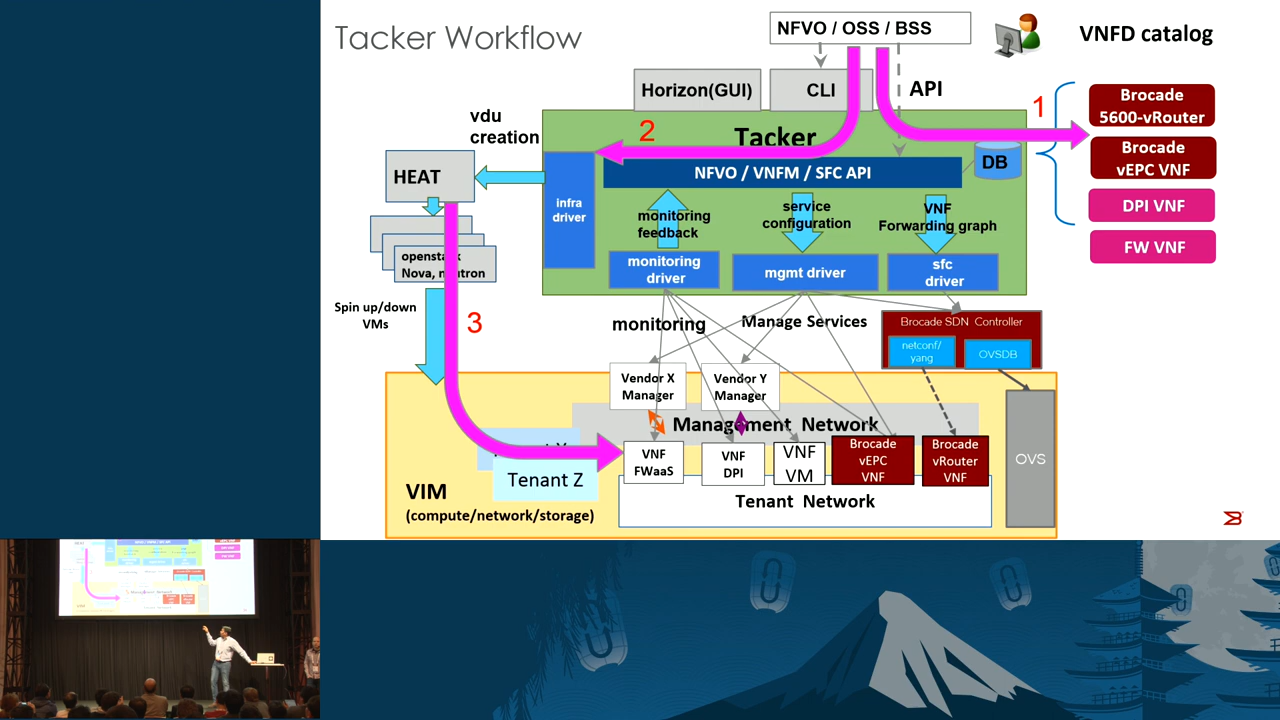 Tacker Workflow
NFVO / OSS / BSS
VNFD catalog
Horizon(GUI)
CLI
API
1
Brocade
5600-vRouter
Brocade
vEPC VNF
DPI VNF
FW VNF
vdu
creation
2
Tacker
DB
HEAT
NFVO / VNFM / SFC API
infra
driver
monitoring
feedback
service
configuration
VNF
Forwarding graph
monitoring
driver
mgmt driver
sfc
driver
openstack
Nova, neutron
Spin up/down
VMs
3
monitoring
Manage Services
Brocade SDN Controller
netconf/
yang
OVSDB
Vendor X
Manager
Vendor Y
Manager
Management Network
VNF
FWaaS
VNF
DPI
VNF
VM
Brocade
vEPC
VNF
Brocade
vRouter
VNF
OVS
Tenant Z
VIM
(compute/network/storage)
Tenant Network